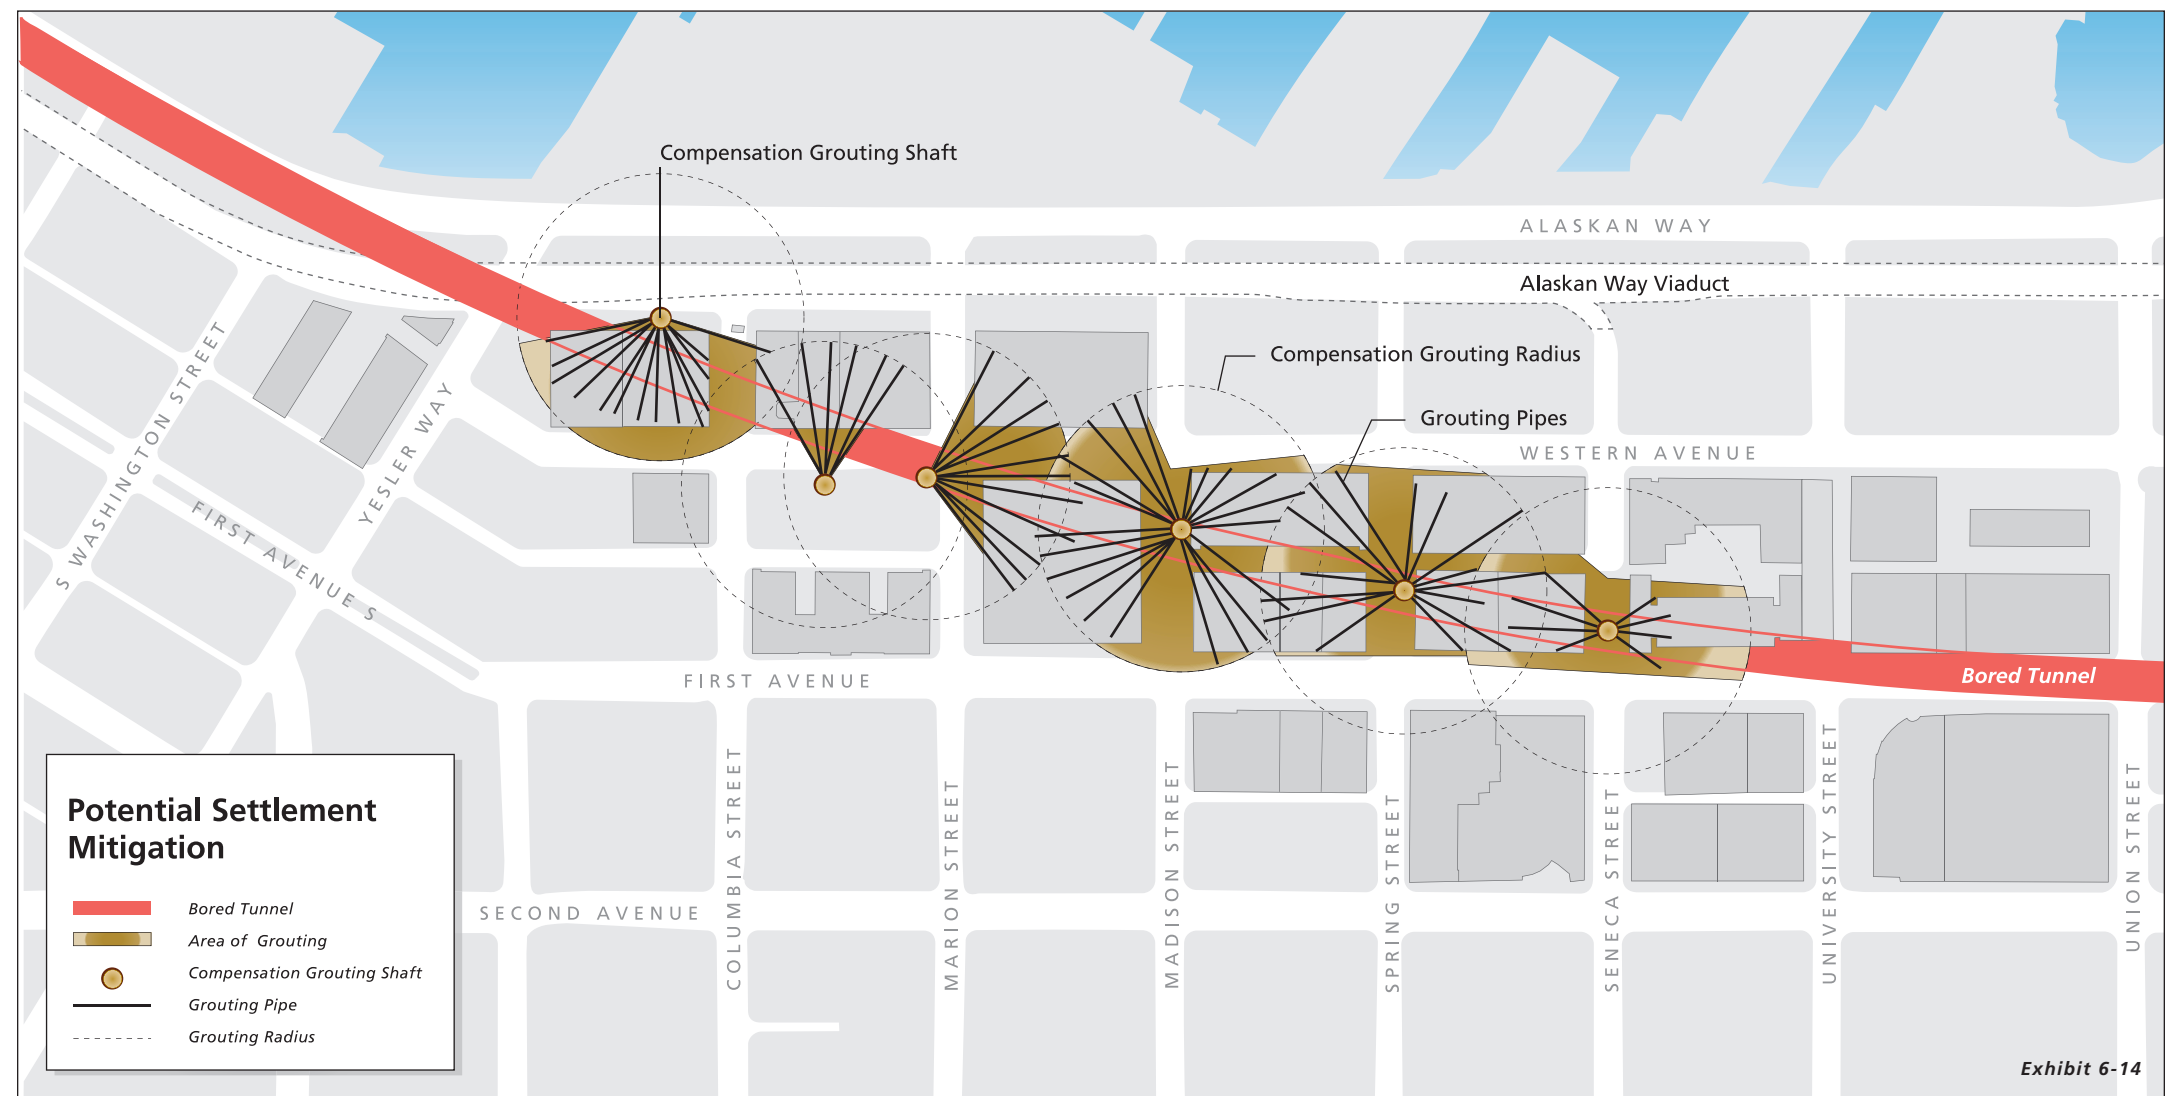 Compensation Grouting Shaft
ALASKAN WAY
Alaskan Way Viaduct
Compensation Grouting Radius
Grouting Pipes
WESTERN AVENUE
S WASHINGTON STREET
YESLER WAY
FIRST AVENUE S
FIRST AVENUE
Bored Tunnel
COLUMBIA STREET
MARION STREET
MADISON STREET
SPRING STREET
SENECA STREET
UNIVERSITY STREET
UNION STREET
SECOND AVENUE
Potential Settlement
Mitigation
Bored Tunnel
Area of Grouting
Compensation Grouting Shaft
Grouting Pipe
Grouting Radius
Exhibit 6-14